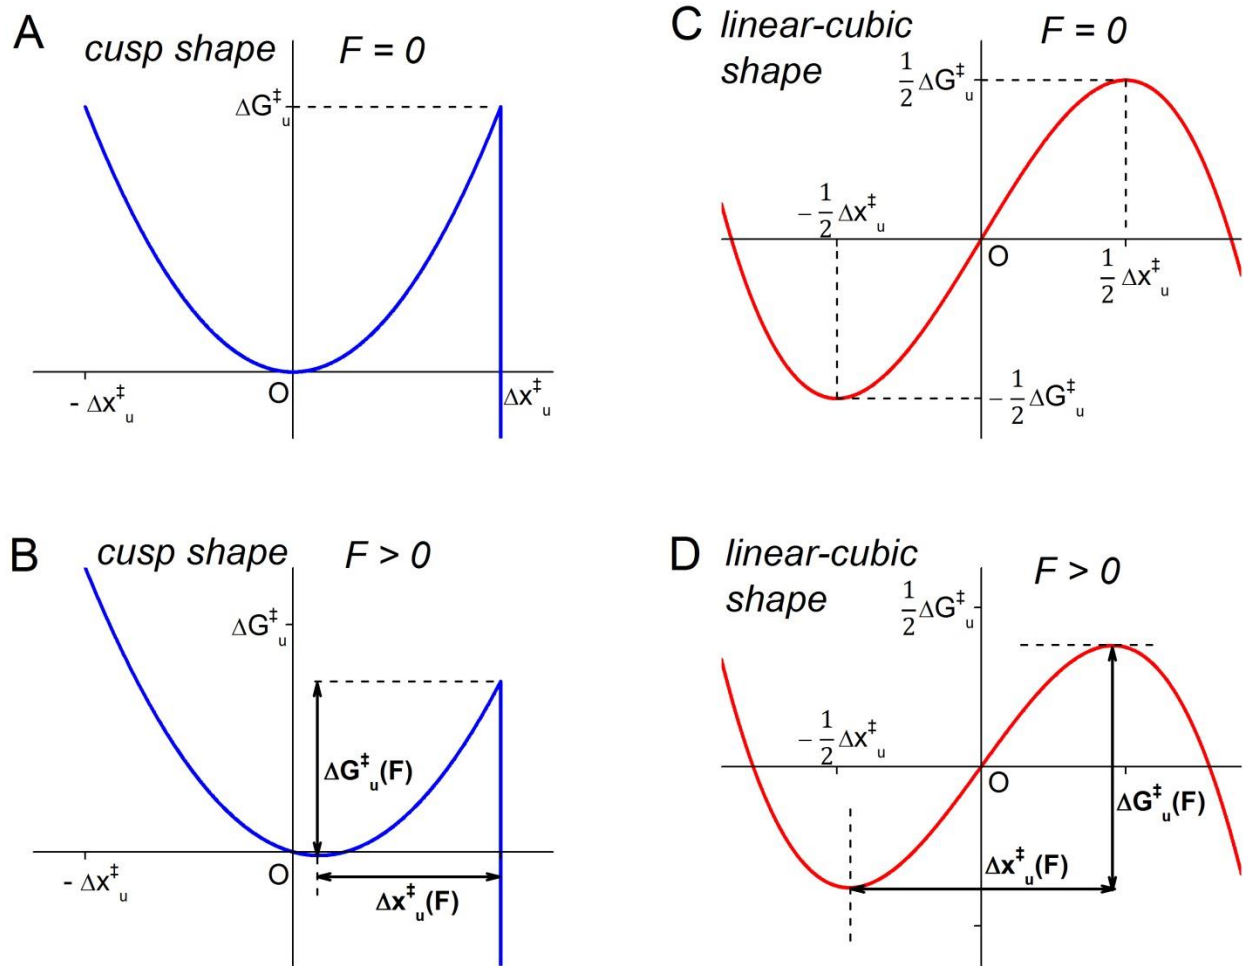 A
cusp shape F = 0
ΔG‡u
O
- Δx‡u
Δx‡u
C
linear-cubic
shape
F = 0
1/2 ΔG‡u
- 1/2 Δx‡u
O
1/2 Δx‡u
- 1/2 ΔG‡u
B
cusp shape F > 0
ΔG‡u
ΔG‡u(F)
O
- Δx‡u
Δx‡u(F)
D
linear-cubic
shape
F > 0
1/2 ΔG‡u
- 1/2 Δx‡u
O
ΔG‡u(F)
Δx‡u(F)